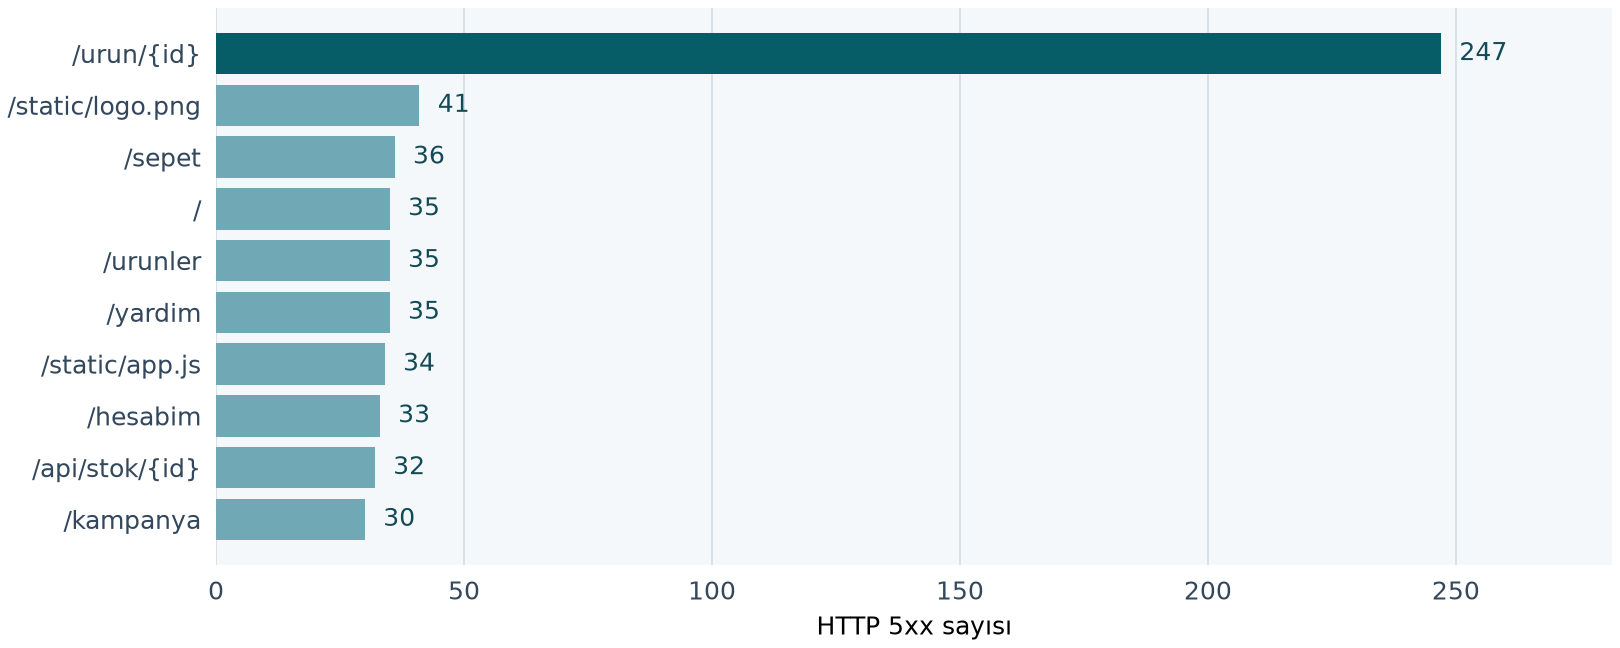 /urun/{id} 247
/static/logo.png 41
/sepet 36
/ 35
/urunler 35
/yardim 35
/static/app.js 34
/hesabim 33
/api/stok/{id} 32
/kampanya 30
0 50 100 150 200 250
HTTP 5xx sayısı